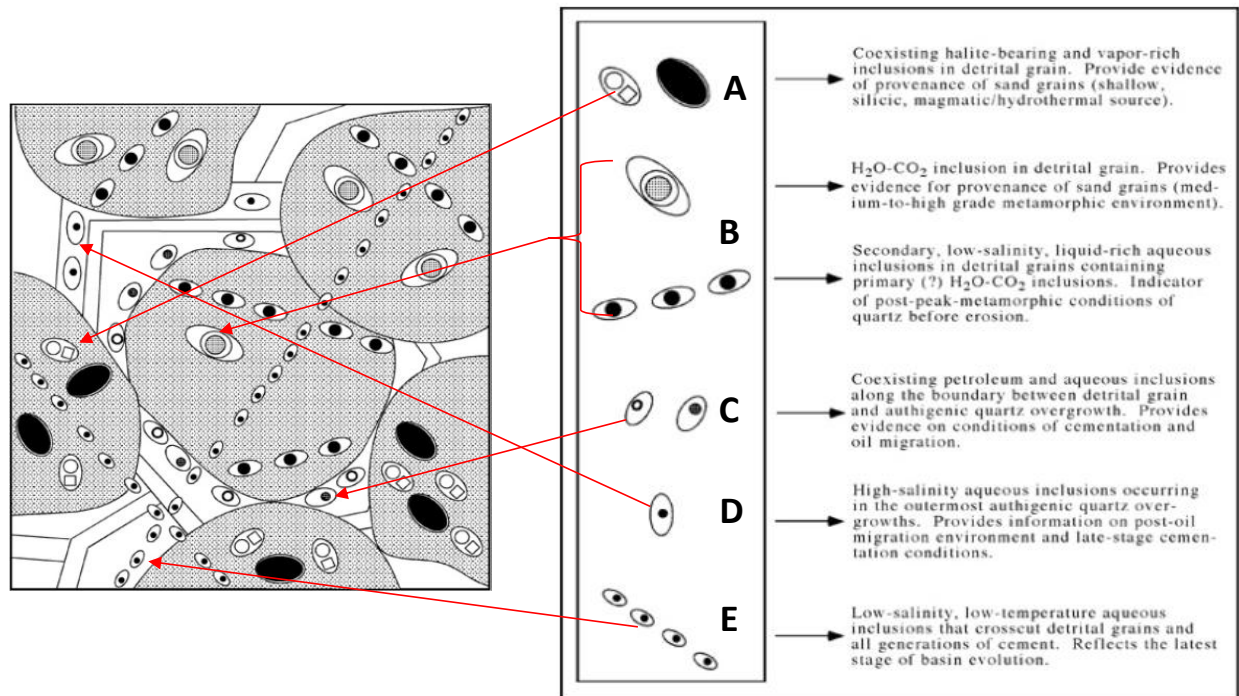 A
Coexisting halite-bearing and vapor-rich
inclusions in detrital grain. Provide evidence
of provenance of sand grains (shallow,
silicic, magmatic/hydrothermal source).
B
H₂O-CO₂ inclusion in detrital grain. Provides
evidence for provenance of sand grains (med-
ium-to-high grade metamorphic environment).
Secondary, low-salinity, liquid-rich aqueous
inclusions in detrital grains containing
primary (?) H₂O-CO₂ inclusions. Indicator
of post-peak-metamorphic conditions of
quartz before erosion.
C
Coexisting petroleum and aqueous inclusions
along the boundary between detrital grain
and authigenic quartz overgrowth. Provides
evidence on conditions of cementation and
oil migration.
D
High-salinity aqueous inclusions occurring
in the outermost authigenic quartz over-
growths. Provides information on post-oil
migration environment and late-stage cemen-
tation conditions.
E
Low-salinity, low-temperature aqueous
inclusions that crosscut detrital grains and
all generations of cement. Reflects the latest
stage of basin evolution.